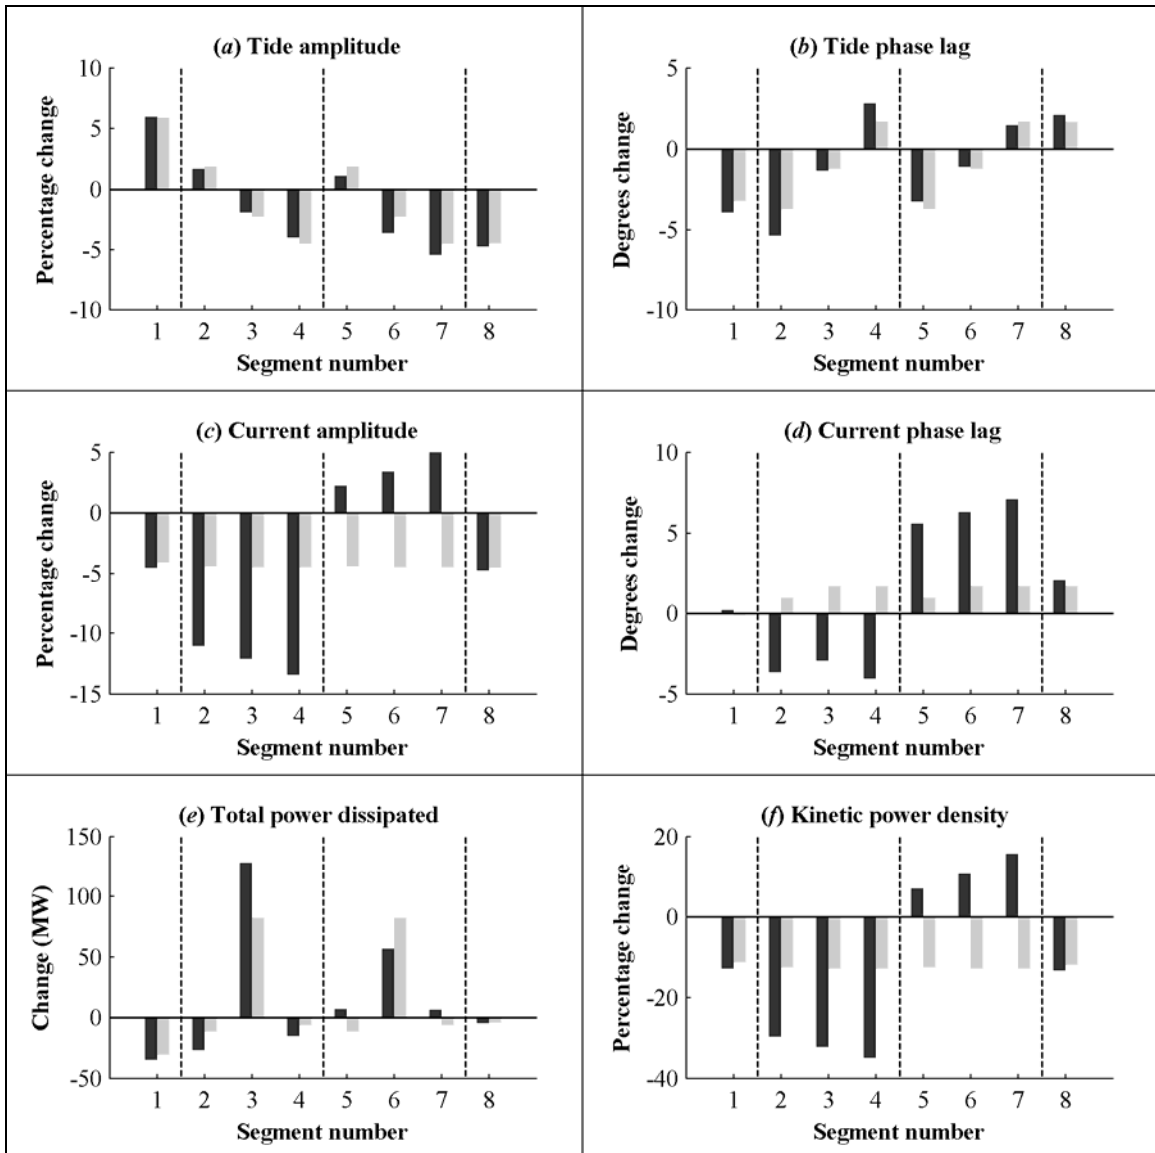 (a) Tide amplitude
10
5
0
-5
-10
Percentage change
1 2 3 4 5 6 7 8
Segment number
(b) Tide phase lag
10
5
0
-5
-10
Degrees change
1 2 3 4 5 6 7 8
Segment number
(c) Current amplitude
5
0
-5
-10
-15
Percentage change
1 2 3 4 5 6 7 8
Segment number
(d) Current phase lag
10
5
0
-5
Degrees change
1 2 3 4 5 6 7 8
Segment number
(e) Total power dissipated
150
100
50
0
-50
Change (MW)
1 2 3 4 5 6 7 8
Segment number
(f) Kinetic power density
20
0
-20
-40
Percentage change
1 2 3 4 5 6 7 8
Segment number